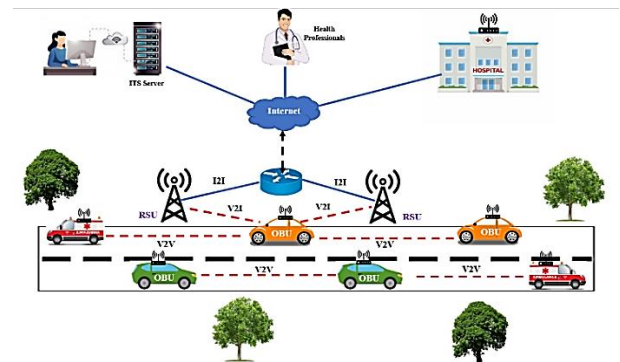 Health
Professionals
HOSPITAL
ITS Server
Internet
I2I
I2I
V2I
V2I
RSU
RSU
OBU
OBU
V2V
V2V
V2V
V2V
OBU
OBU